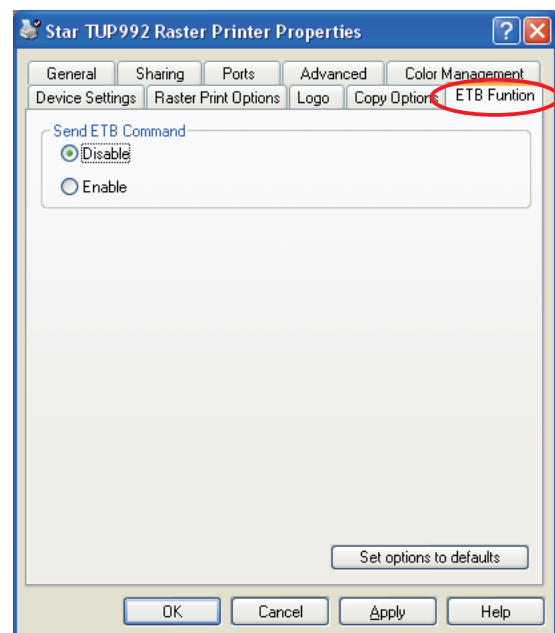 Star TUP992 Raster Printer Properties
General Sharing Ports Advanced Color Management
Device Settings Raster Print Options Logo Copy Options ETB Funtion
Send ETB Command
Disable
Enable
Set options to defaults
OK Cancel Apply Help